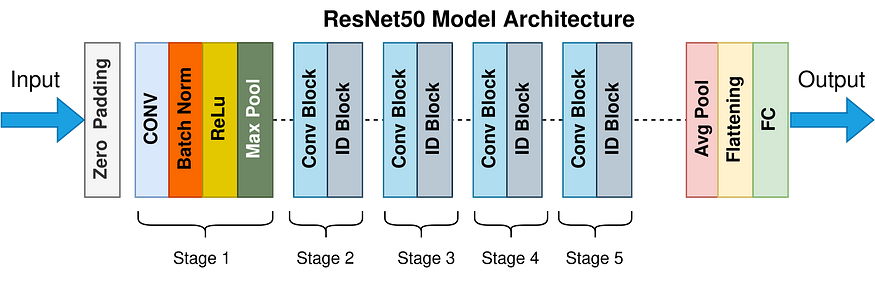 ResNet50 Model Architecture
Input
Zero Padding
CONV
Batch Norm
ReLu
Max Pool
Conv Block
ID Block
Conv Block
ID Block
Conv Block
ID Block
Conv Block
ID Block
Avg Pool
Flattening
FC
Output
Stage 1
Stage 2
Stage 3
Stage 4
Stage 5